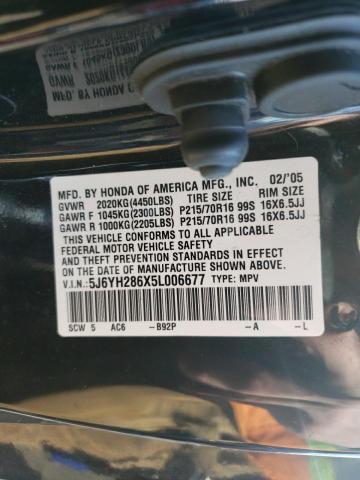 MFD. BY HONDA OF AMERICA MFG., INC. 02/'05
GVWR 2020KG(4450LBS) TIRE SIZE RIM SIZE
GAWR F 1045KG(2300LBS) P215/70R16 99S 16X6.5JJ
GAWR R 1000KG(2205LBS) P215/70R16 99S 16X6.5JJ
THIS VEHICLE CONFORMS TO ALL APPLICABLE
FEDERAL MOTOR VEHICLE SAFETY
STANDARDS IN EFFECT ON THE DATE OF
MANUFACTURE SHOWN ABOVE.
V.I.N.: 5J6YH286X5L006677 TYPE: MPV
SCW 5 AC6 -B92P -A -L